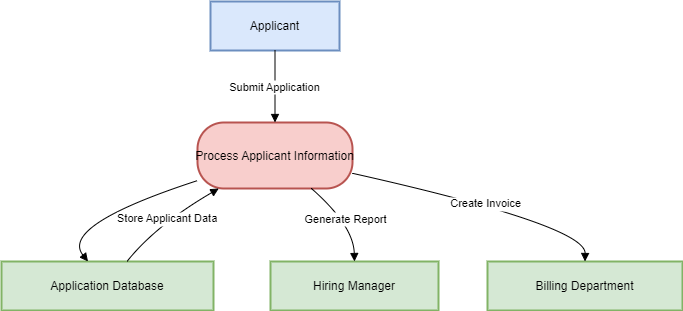 Applicant
Submit Application
Process Applicant Information
Store Applicant Data
Generate Report
Create Invoice
Application Database
Hiring Manager
Billing Department